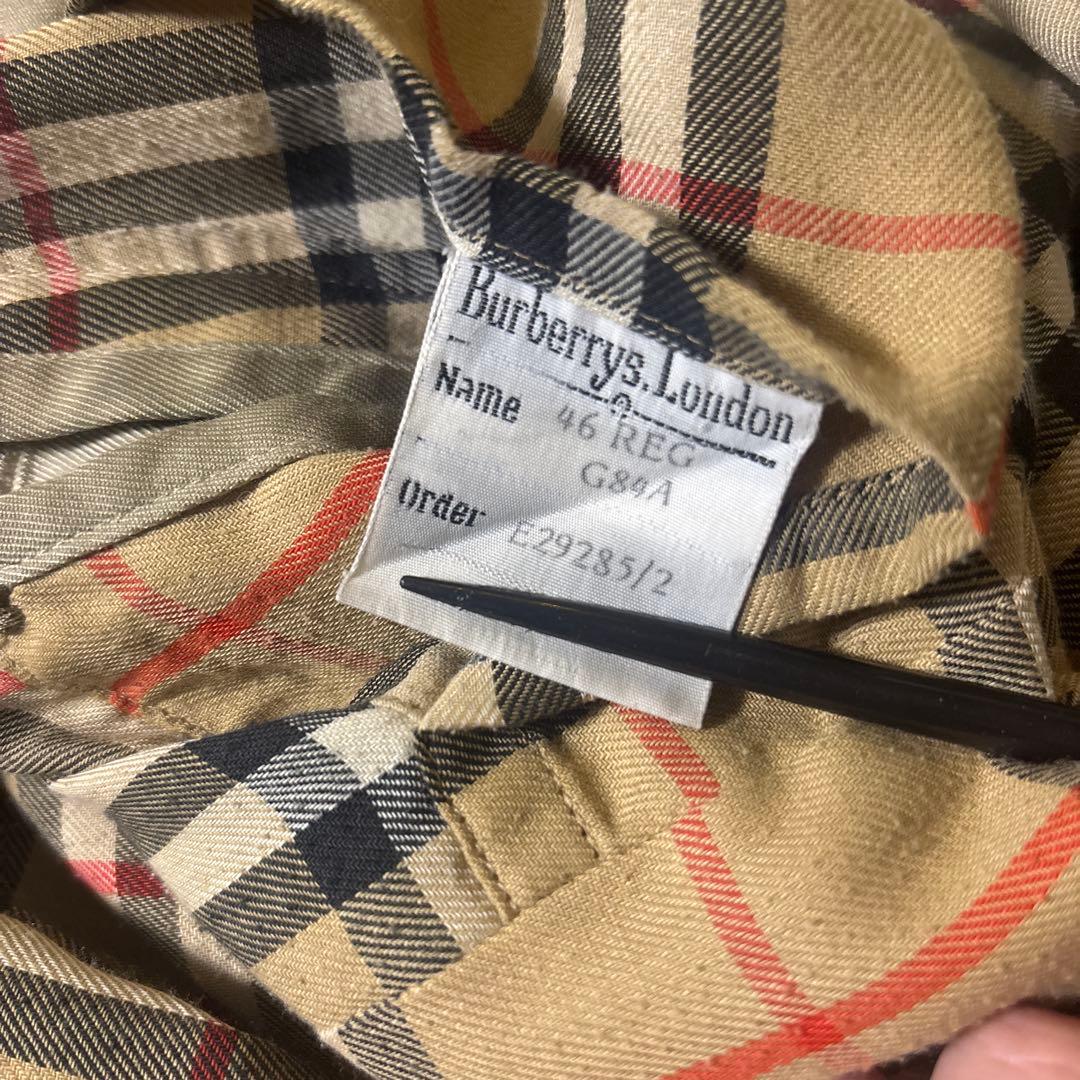 Burberrys, London
Name 46 REG
G84A
Order E29285/2